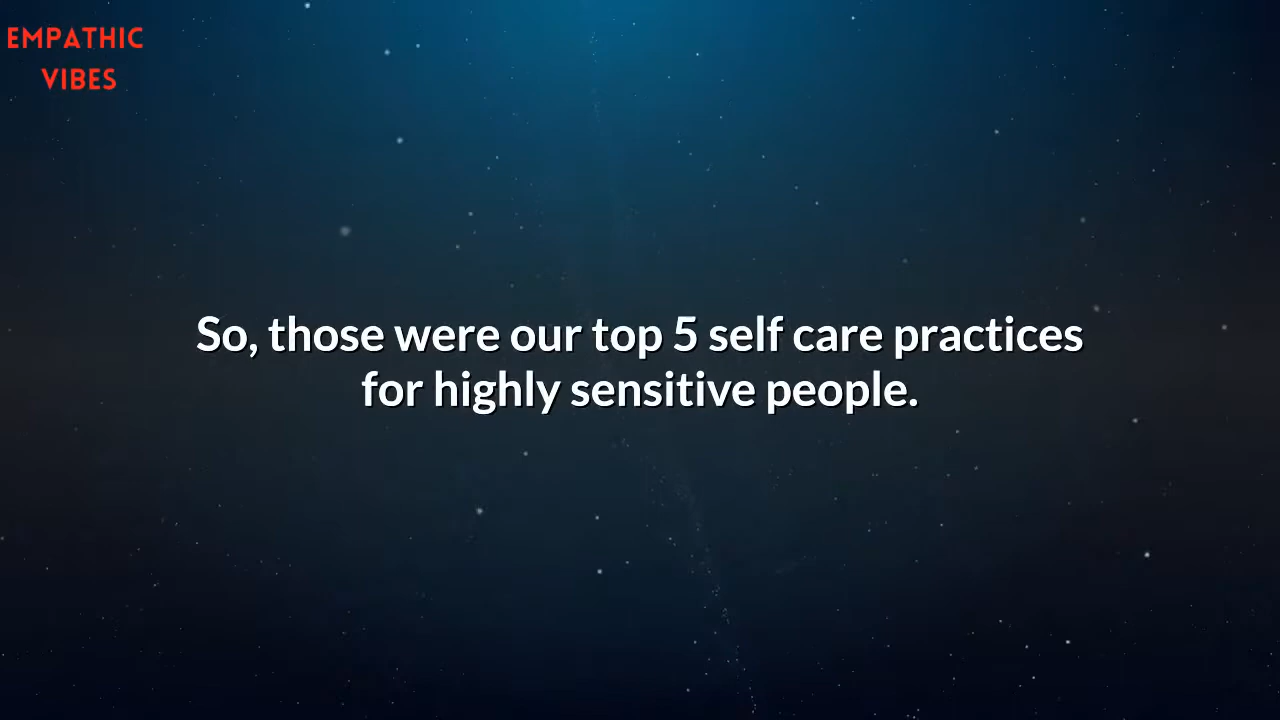 EMPATHIC
VIBES
So, those were our top 5 self care practices
for highly sensitive people.